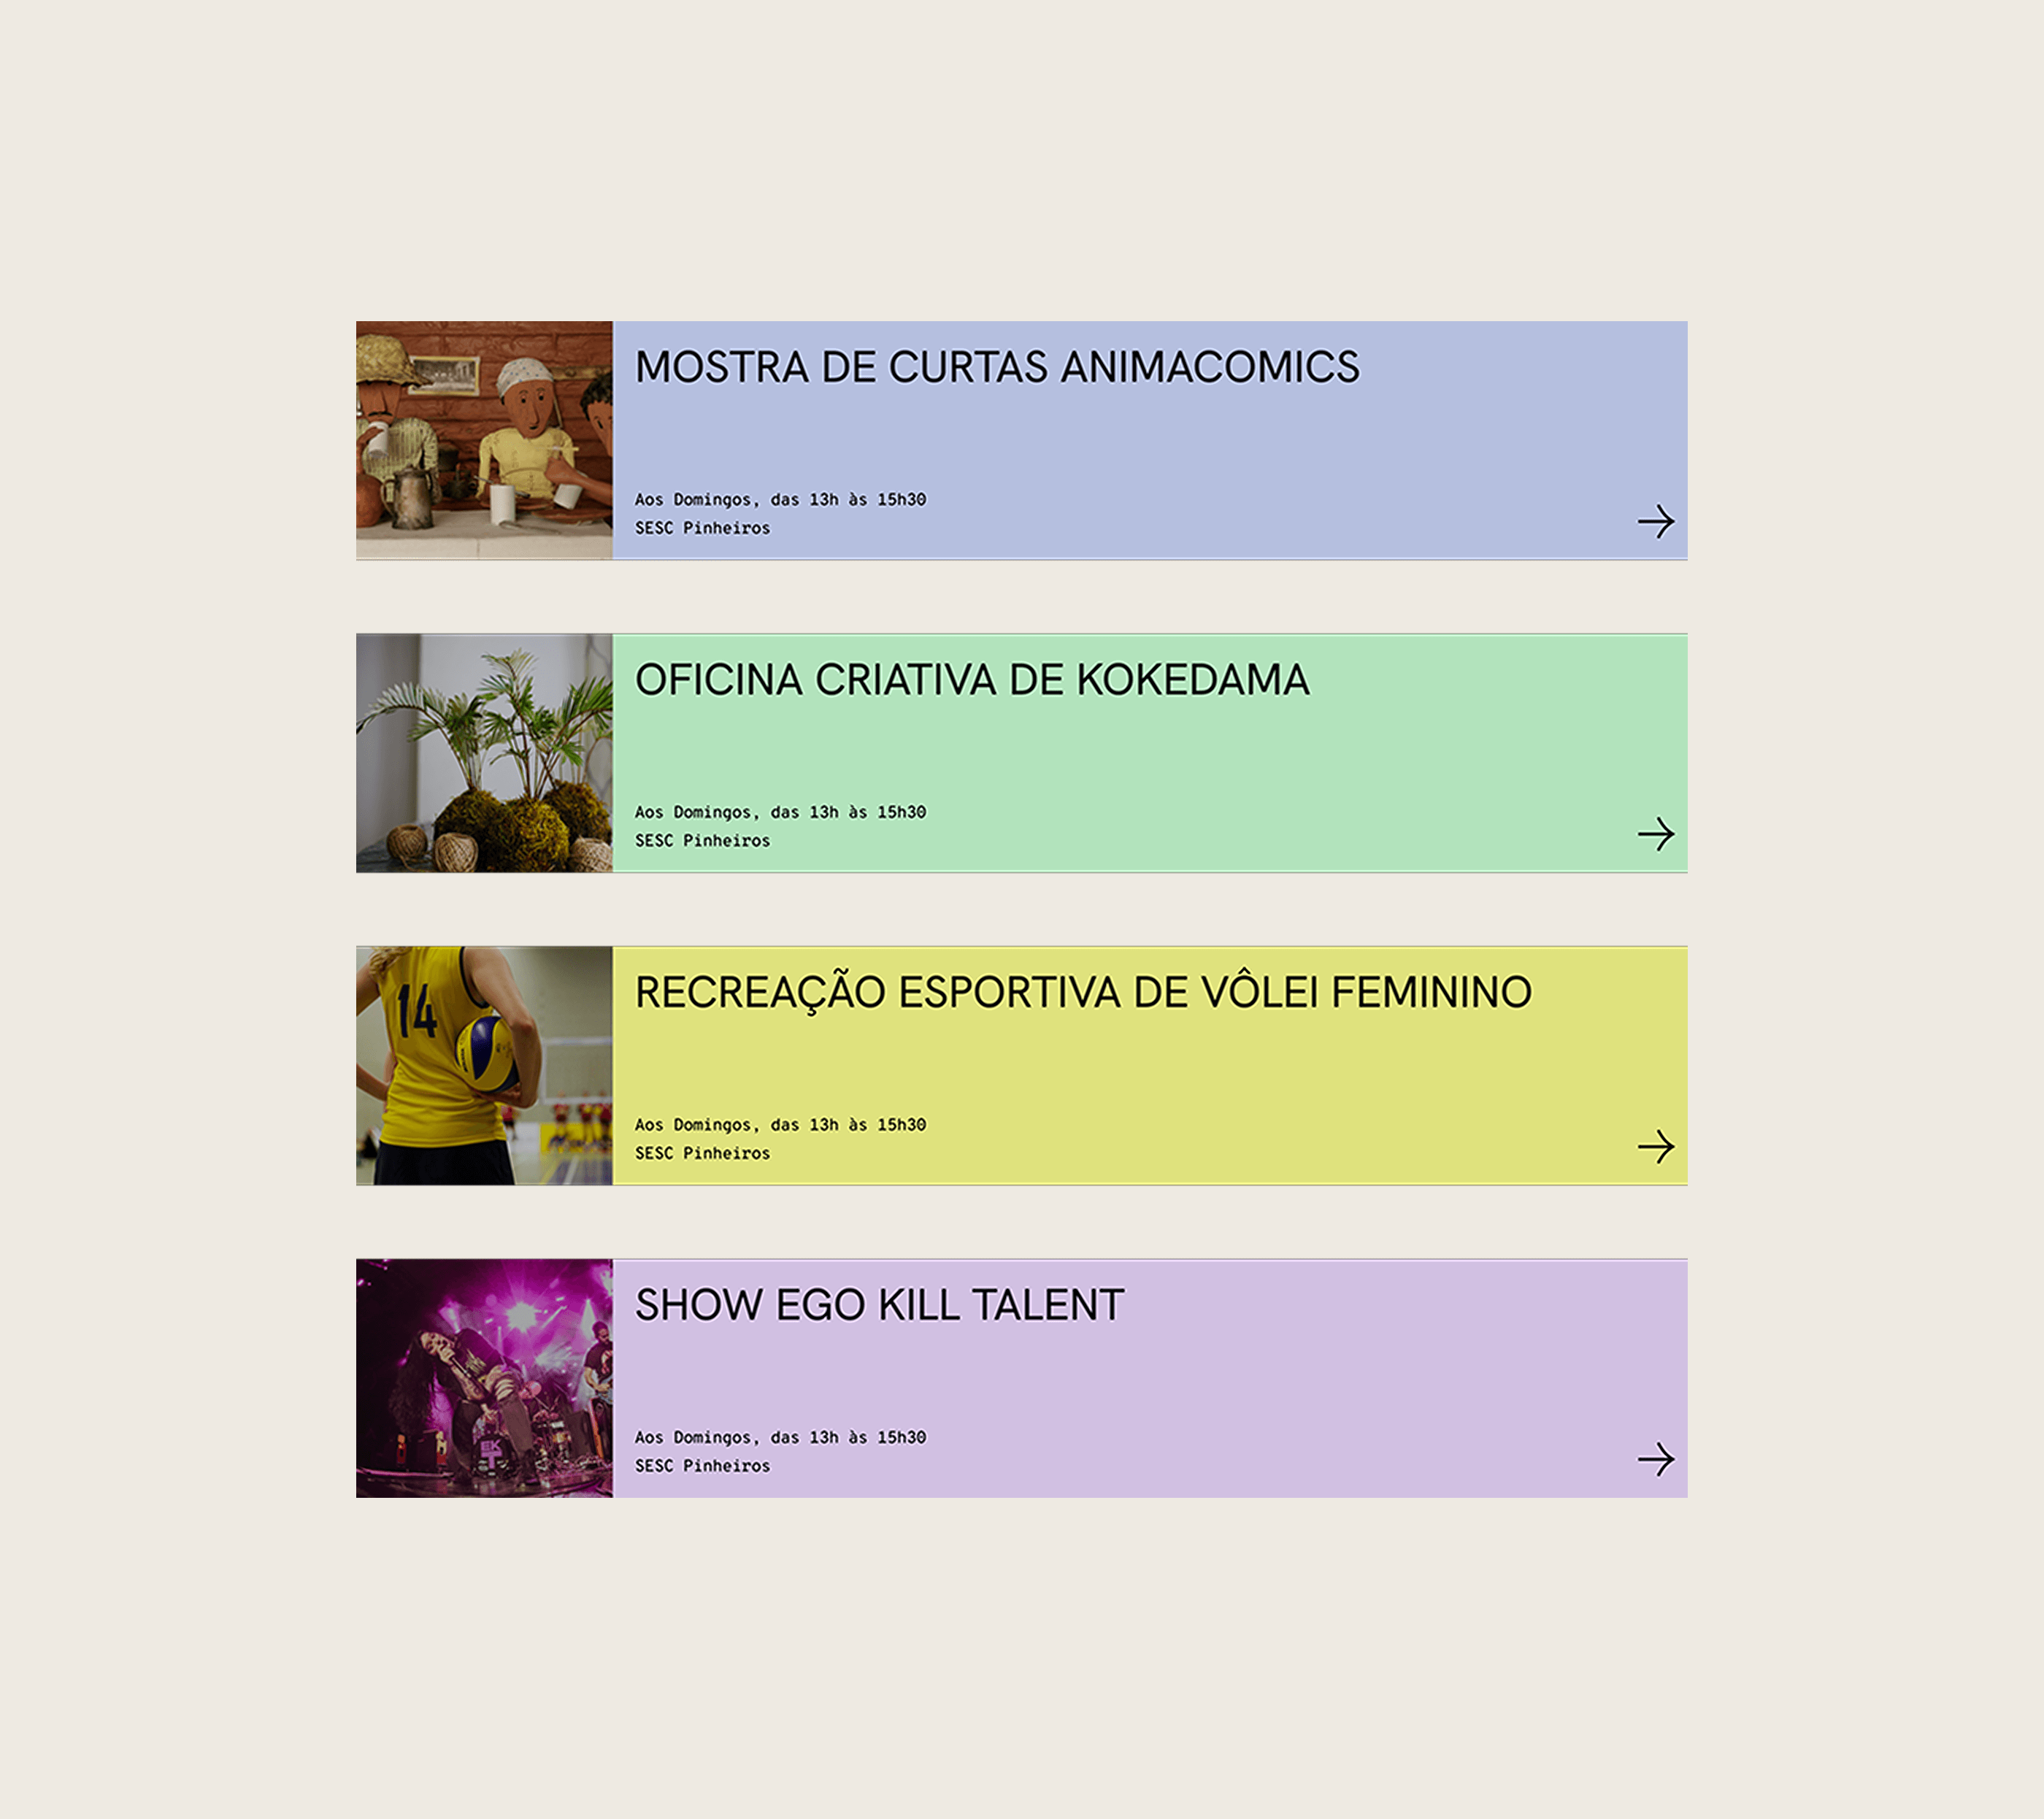 MOSTRA DE CURTAS ANIMACOMICS
Aos Domingos, das 13h às 15h30
SESC Pinheiros
OFICINA CRIATIVA DE KOKEDAMA
Aos Domingos, das 13h às 15h30
SESC Pinheiros
14
RECREAÇÃO ESPORTIVA DE VÔLEI FEMININO
Aos Domingos, das 13h às 15h30
SESC Pinheiros
SHOW EGO KILL TALENT
EK
T
Aos Domingos, das 13h às 15h30
SESC Pinheiros